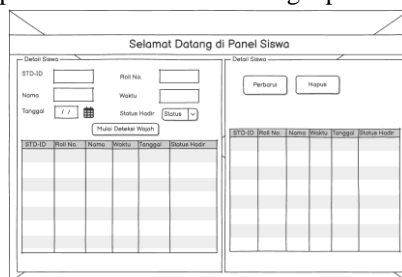 Selamat Datang di Panel Siswa
Detail Siswa
STD-ID
Roll No.
Nama
Waktu
Tanggal / /
Status Hadir Status
Mulai Deteksi Wajah
STD-ID Roll No. Nama Waktu Tanggal Status Hadir
Detail Siswa
Perbarui Hapus
STD-ID Roll No. Nama Waktu Tanggal Status Hadir